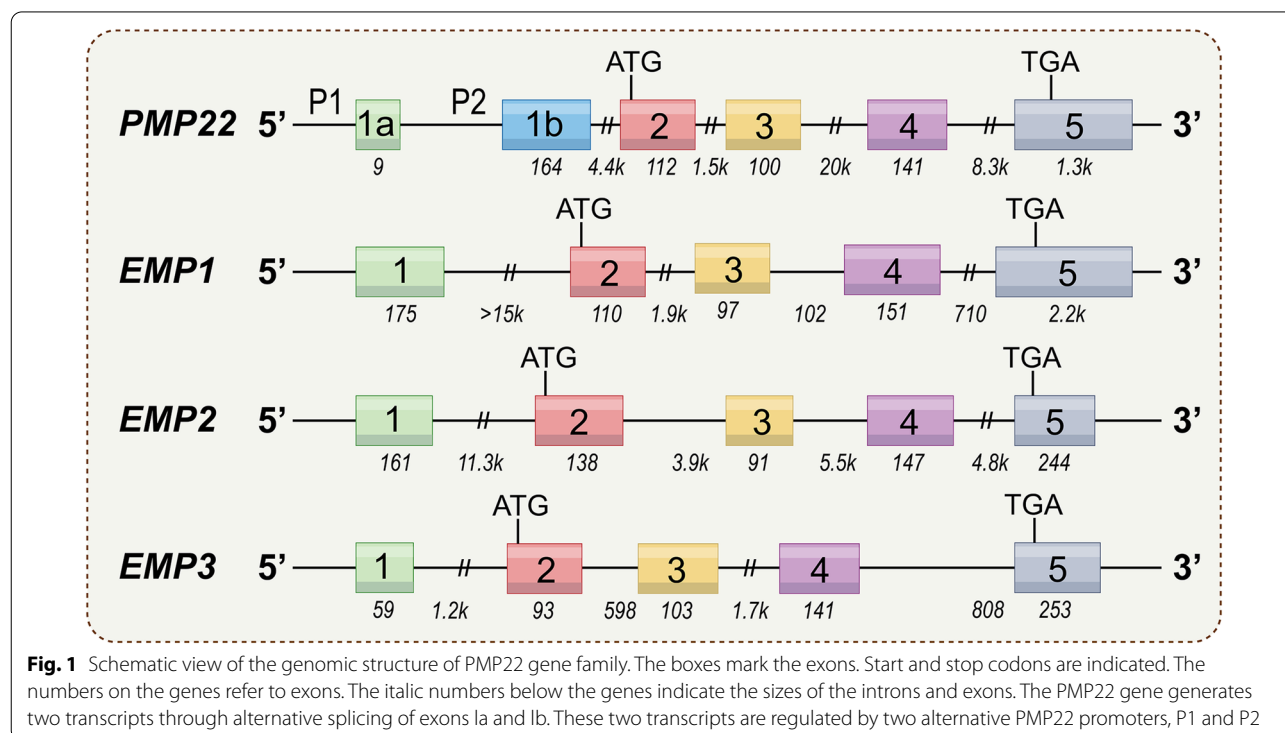 ATG TGA
PMP22 5’ P1 1a P2 1b // 2 // 3 // 4 // 5 3’
9 164 4.4k 112 1.5k 100 20k 141 8.3k 1.3k
ATG TGA
EMP1 5’ 1 // 2 // 3 4 // 5 3’
175 >15k 110 1.9k 97 102 151 710 2.2k
ATG TGA
EMP2 5’ 1 // 2 3 4 // 5 3’
161 11.3k 138 3.9k 91 5.5k 147 4.8k 244
ATG TGA
EMP3 5’ 1 // 2 3 // 4 5 3’
59 1.2k 93 598 103 1.7k 141 808 253
Fig. 1 Schematic view of the genomic structure of PMP22 gene family. The boxes mark the exons. Start and stop codons are indicated. The
numbers on the genes refer to exons. The italic numbers below the genes indicate the sizes of the introns and exons. The PMP22 gene generates
two transcripts through alternative splicing of exons la and lb. These two transcripts are regulated by two alternative PMP22 promoters, P1 and P2